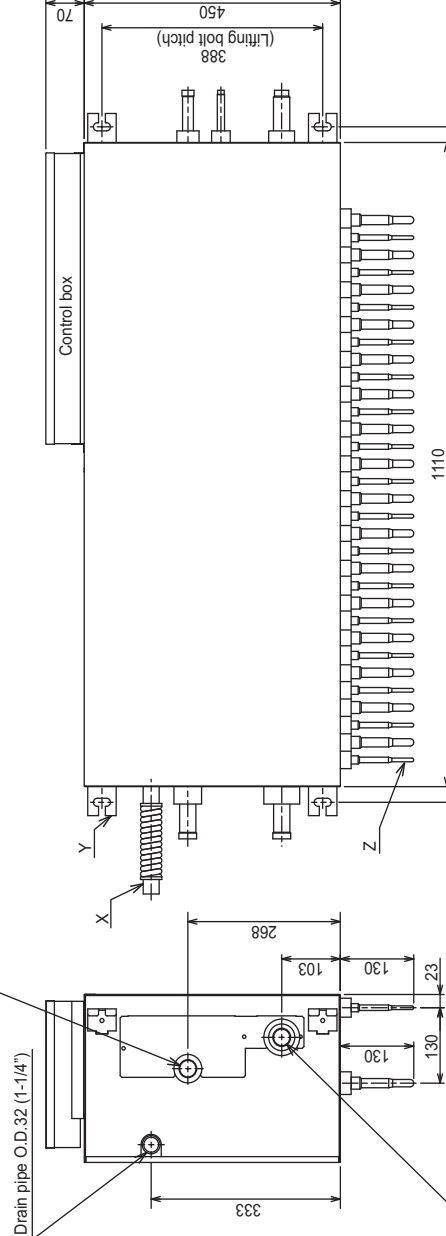 70
450
388
(Lifting bolt pitch)
Control box
1110
Y
X
Z
268
103
130
23
130
130
333
Drain pipe O.D.32 (1-1/4")